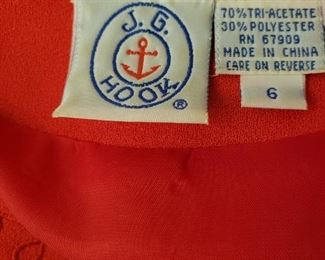 J. G.
HOOK
®
70% TRI-ACETATE
30% POLYESTER
RN 67909
MADE IN CHINA
CARE ON REVERSE
6